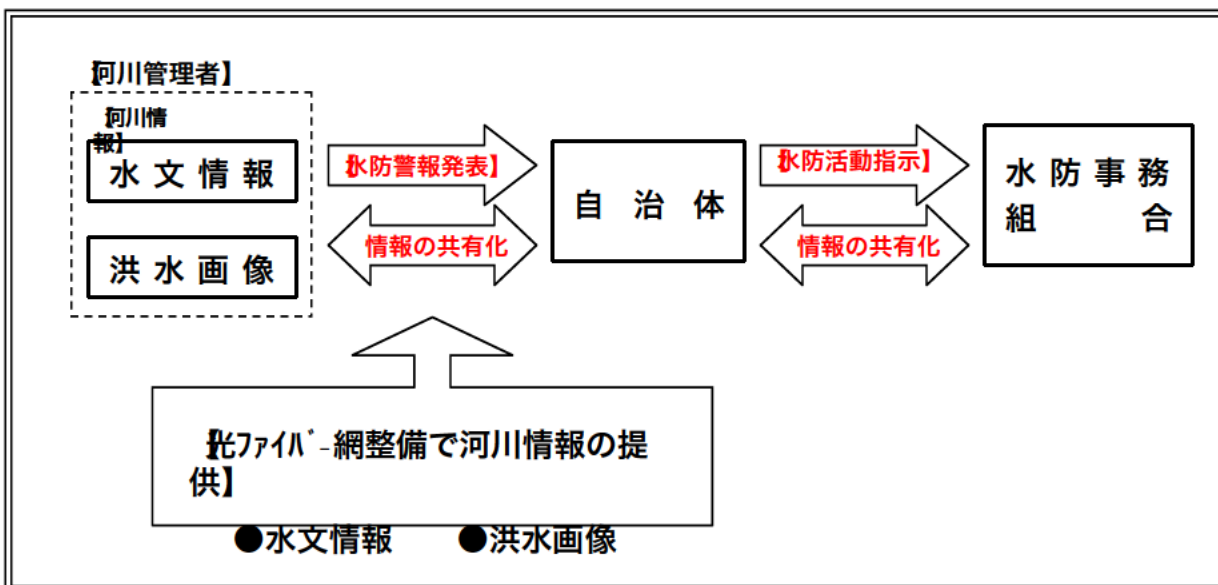 【河川管理者】
【河川情
報】
水文情報
洪水画像
【水防警報発表】
情報の共有化
自治体
【水防活動指示】
情報の共有化
水防事務
組合
【光ﾌｧｲﾊﾞｰ網整備で河川情報の提
供】
●水文情報 ●洪水画像